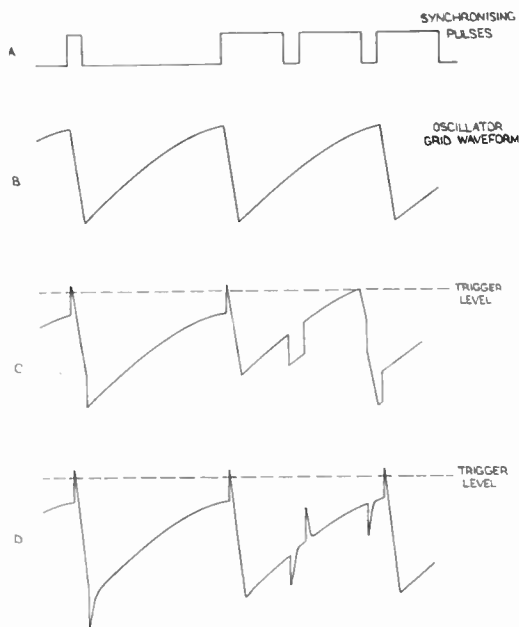 SYNCHRONISING
PULSES
A
OSCILLATOR
GRID WAVEFORM
B
TRIGGER
LEVEL
C
TRIGGER
LEVEL
D